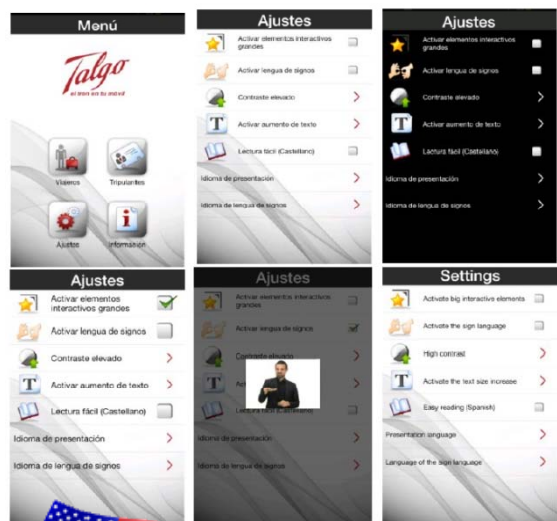 Menú
Talgo
el tren en tu móvil
Viajeros
Tripulantes
Ajustes
Información
Ajustes
Activar elementos interactivos
grandes
Activar lengua de signos
Contraste elevado
Activar aumento de texto
Lectura fácil (Castellano)
Idioma de presentación
Idioma de lengua de signos
Ajustes
Activar elementos interactivos
grandes
Activar lengua de signos
Contraste elevado
Activar aumento de texto
Lectura fácil (Castellano)
Idioma de presentación
Idioma de lengua de signos
Ajustes
Activar elementos
interactivos grandes
Activar lengua de signos
Contraste elevado
Activar aumento de texto
Lectura fácil (Castellano)
Idioma de presentación
Idioma de lengua de signos
Ajustes
Activar elementos interactivos
grandes
Activar lengua de signos
Contraste elevado
Lectura fácil (Castellano)
Idioma de presentación
Idioma de lengua de signos
Settings
Activate big interactive elements
Activate the sign language
High contrast
Activate the text size increase
Easy reading (Spanish)
Presentation language
Language of the sign language